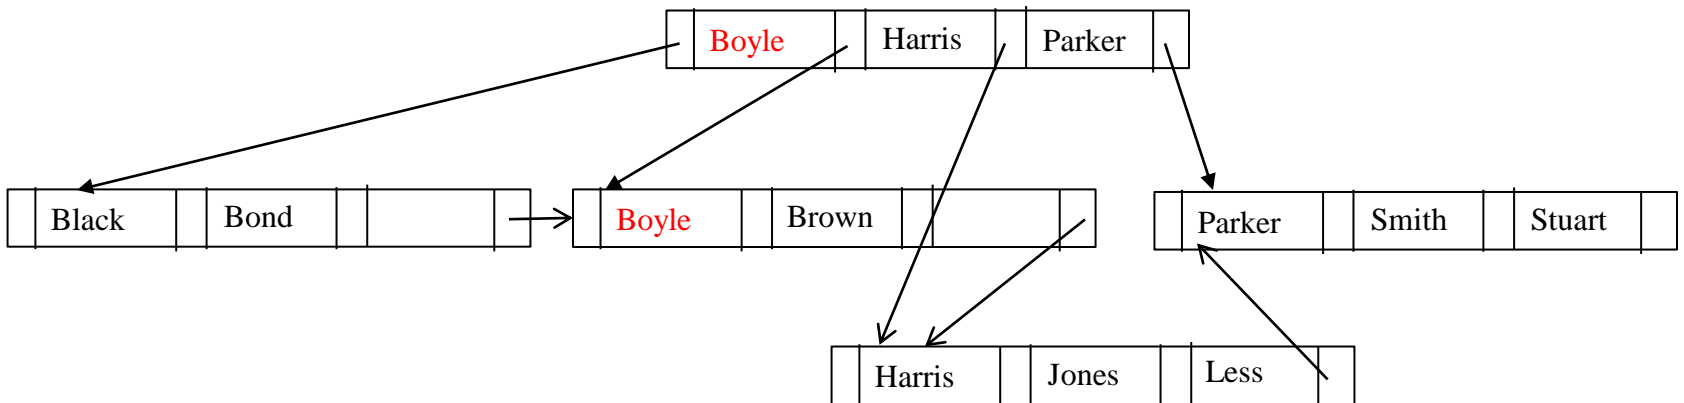 Boyle Harris Parker
Black Bond Boyle Brown Parker Smith Stuart
Harris Jones Less